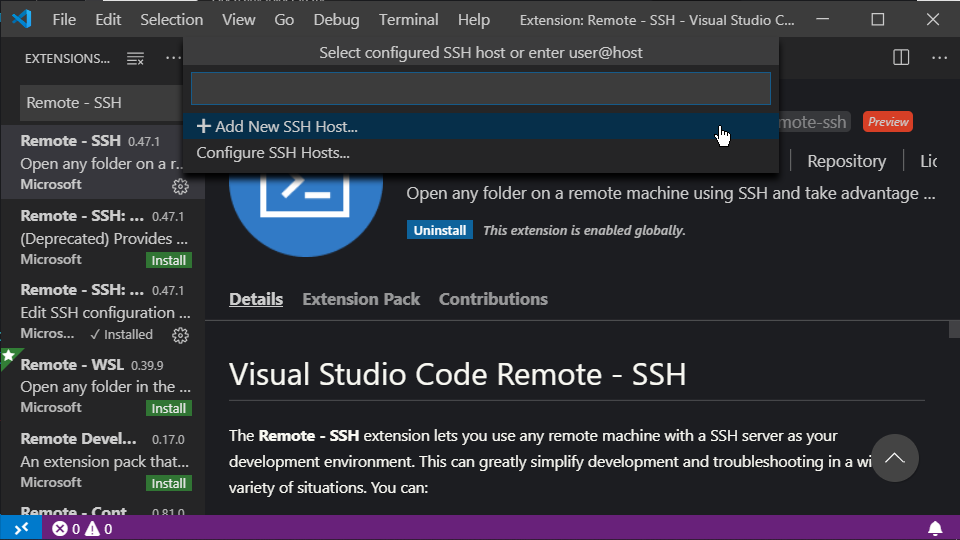 File Edit Selection View Go Debug Terminal Help Extension: Remote - SSH - Visual Studio C...
EXTENSIONS...
Select configured SSH host or enter user@host
Add New SSH Host...
Configure SSH Hosts...
Remote - SSH
Remote - SSH 0.47.1
Open any folder on a r...
Microsoft
Remote - SSH: ... 0.47.1
(Deprecated) Provides ...
Microsoft Install
Remote - SSH: ... 0.47.1
Edit SSH configuration ...
Micros... ✓ Installed
Remote - WSL 0.39.9
Open any folder in the ...
Microsoft Install
Remote Devel... 0.17.0
An extension pack that...
Microsoft Install
Remote - Cont 0.81.0
mote-ssh Preview
Repository Lic
Open any folder on a remote machine using SSH and take advantage ...
Uninstall This extension is enabled globally.
Details Extension Pack Contributions
Visual Studio Code Remote - SSH
The Remote - SSH extension lets you use any remote machine with a SSH server as your
development environment. This can greatly simplify development and troubleshooting in a wi
variety of situations. You can:
0 0